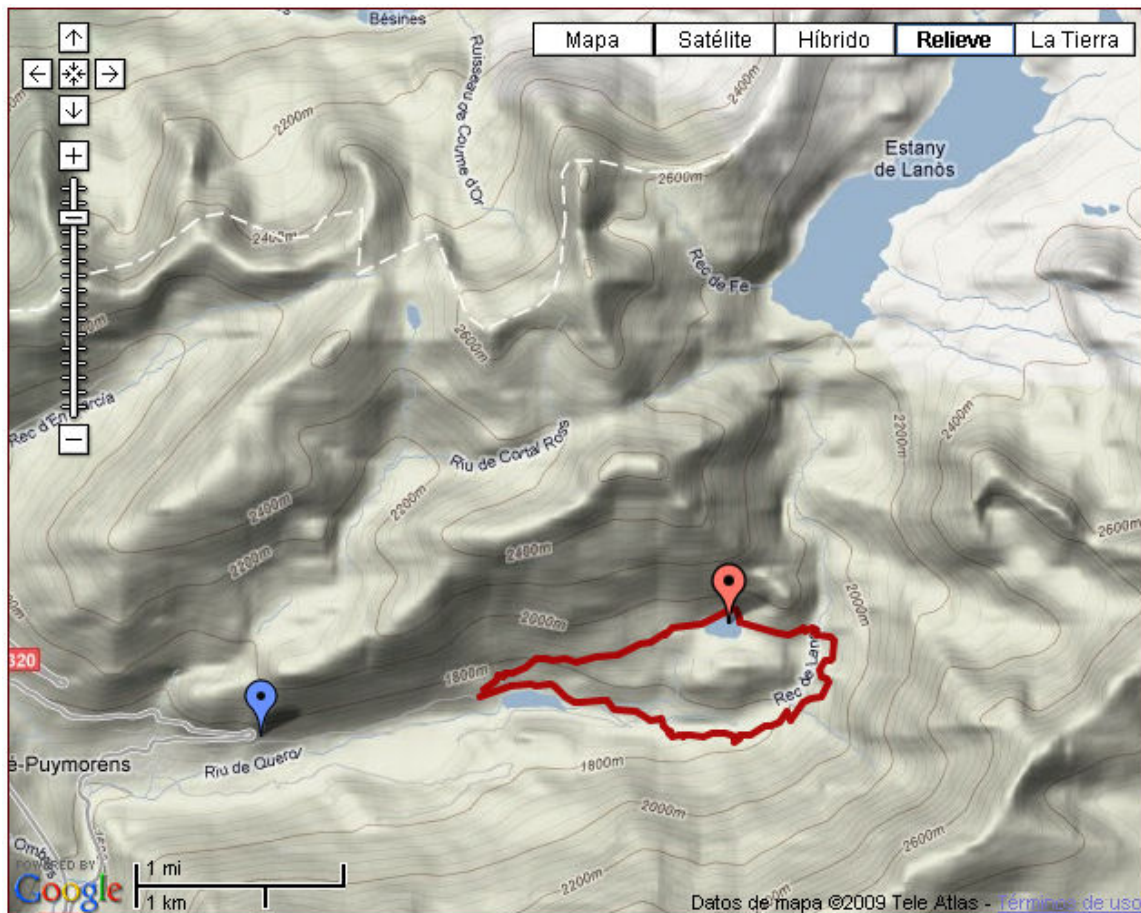 Bésines
Mapa
Satélite
Híbrido
Relieve
La Tierra
Ruisseau de Coume d'Or
2400m
2200m
Estany
de Lanòs
2600m
2400m
Rec de Fe
2600m
2200m
2400m
Riu de Cortal Ross
2400m
2200m
2600m
2200m
2400m
2000m
2000m
320
1800m
Rec de Lan
é-Puymorens
Riu de Querol
1800m
2000m
2600m
2200m
1 mi
1 km
POWERED BY
Google
Datos de mapa ©2009 Tele Atlas - Términos de uso